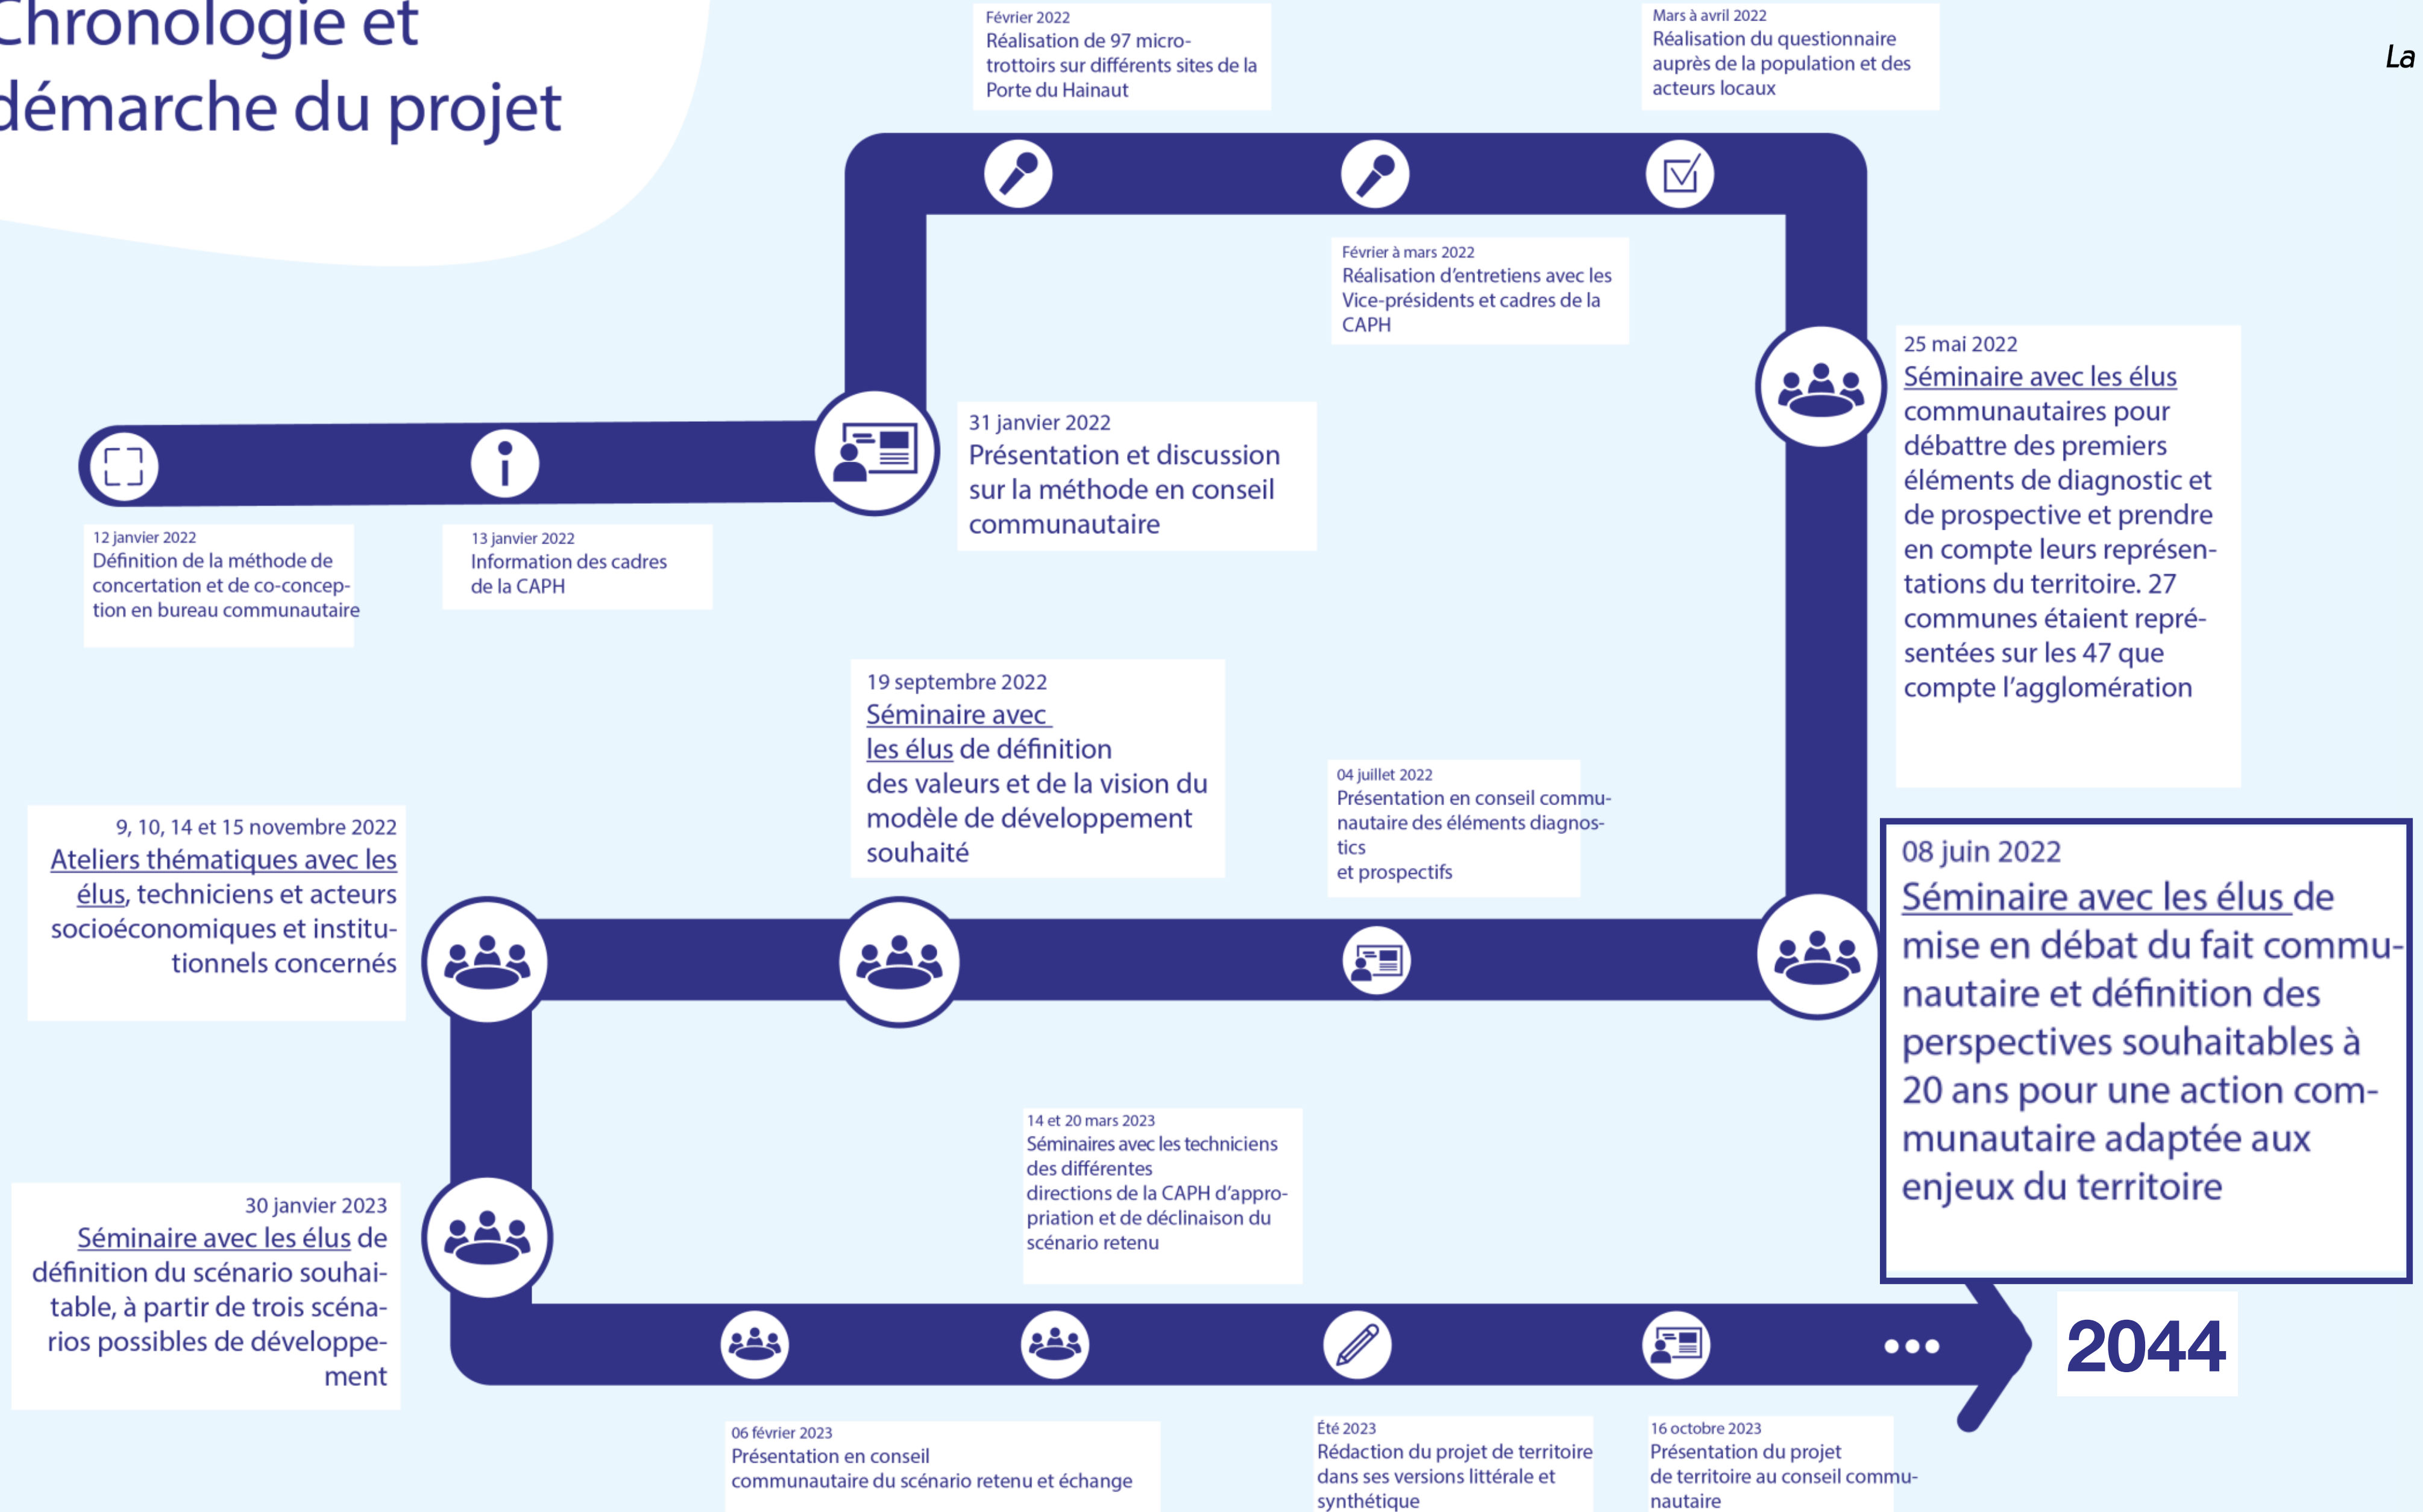 Chronologie et
démarche du projet
La
12 janvier 2022
Définition de la méthode de
concertation et de co-concep-
tion en bureau communautaire
13 janvier 2022
Information des cadres
de la CAPH
31 janvier 2022
Présentation et discussion
sur la méthode en conseil
communautaire
Février 2022
Réalisation de 97 micro-
trottoirs sur différents sites de la
Porte du Hainaut
Février à mars 2022
Réalisation d’entretiens avec les
Vice-présidents et cadres de la
CAPH
Mars à avril 2022
Réalisation du questionnaire
auprès de la population et des
acteurs locaux
25 mai 2022
Séminaire avec les élus
communautaires pour
débattre des premiers
éléments de diagnostic et
de prospective et prendre
en compte leurs représen-
tations du territoire. 27
communes étaient repré-
sentées sur les 47 que
compte l’agglomération
08 juin 2022
Séminaire avec les élus de
mise en débat du fait commu-
nautaire et définition des
perspectives souhaitables à
20 ans pour une action com-
munautaire adaptée aux
enjeux du territoire
04 juillet 2022
Présentation en conseil commu-
nautaire des éléments diagnos-
tics
et prospectifs
19 septembre 2022
Séminaire avec
les élus de définition
des valeurs et de la vision du
modèle de développement
souhaité
9, 10, 14 et 15 novembre 2022
Ateliers thématiques avec les
élus, techniciens et acteurs
socioéconomiques et institu-
tionnels concernés
30 janvier 2023
Séminaire avec les élus de
définition du scénario souhai-
table, à partir de trois scéna-
rios possibles de développe-
ment
06 février 2023
Présentation en conseil
communautaire du scénario retenu et échange
14 et 20 mars 2023
Séminaires avec les techniciens
des différentes
directions de la CAPH d’appro-
priation et de déclinaison du
scénario retenu
Été 2023
Rédaction du projet de territoire
dans ses versions littérale et
synthétique
16 octobre 2023
Présentation du projet
de territoire au conseil commu-
nautaire
2044